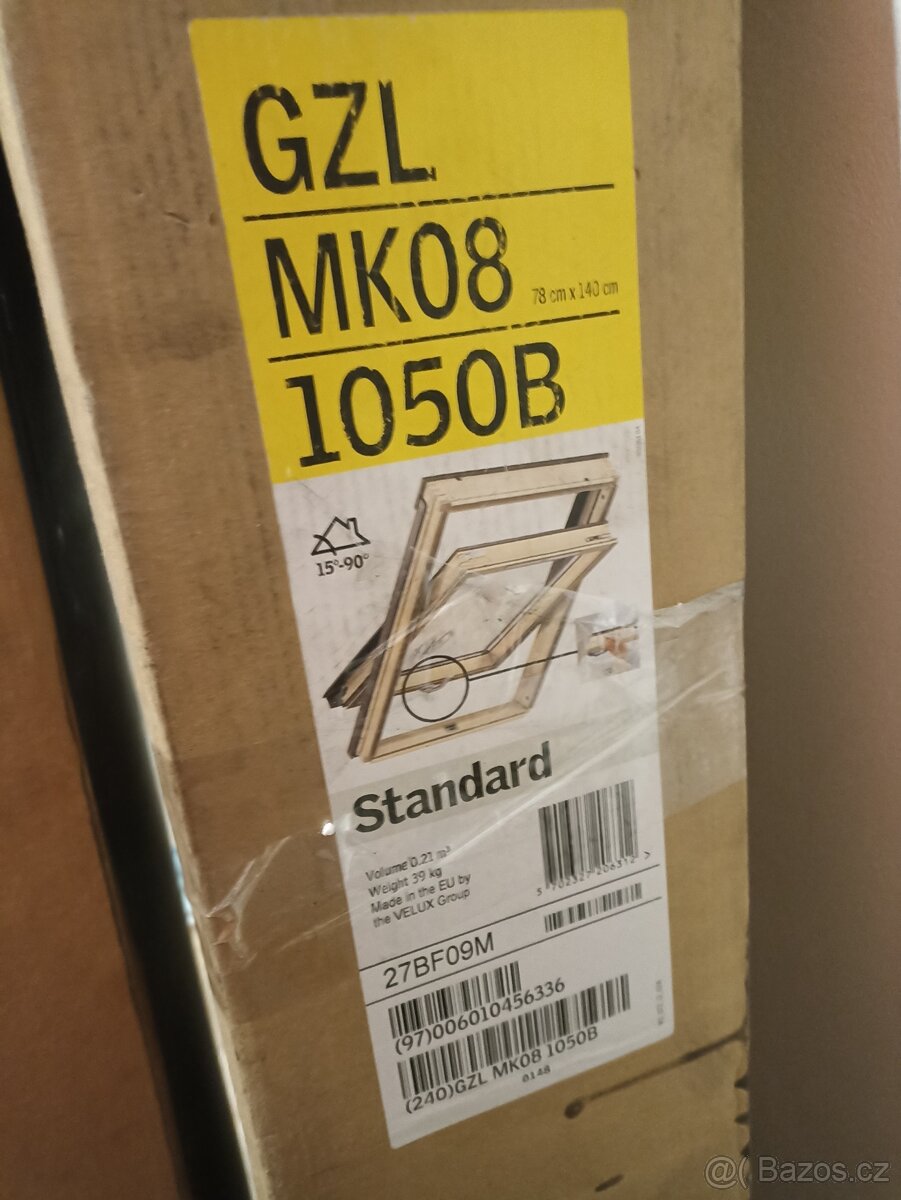 GZL
MK08 78 cm x 140 cm
1050B
15°-90°
Standard
Volume 0.21 m³
Weight 39 kg
Made in the EU by
the VELUX Group
27BF09M
(97)006010456336
(240)GZL MK08 1050B
0148
@( Bazos.cz